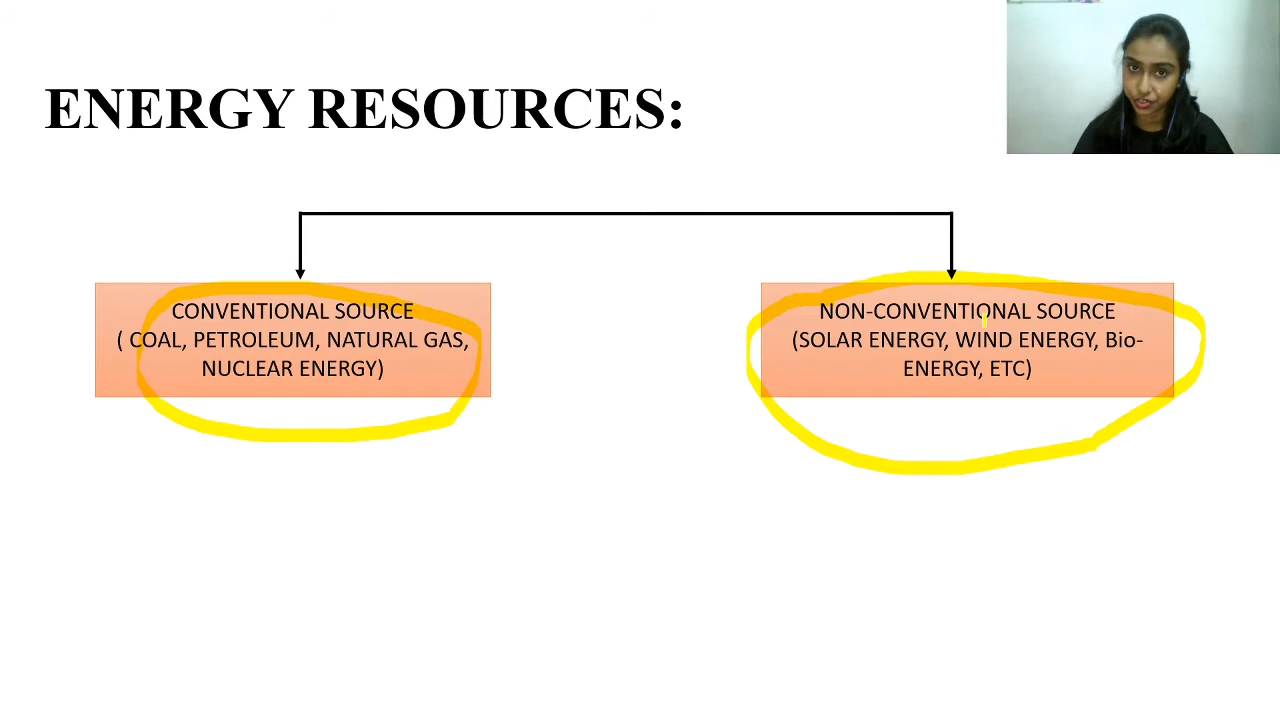 ENERGY RESOURCES:
CONVENTIONAL SOURCE
( COAL, PETROLEUM, NATURAL GAS,
NUCLEAR ENERGY)
NON-CONVENTIONAL SOURCE
(SOLAR ENERGY, WIND ENERGY, Bio-
ENERGY, ETC)